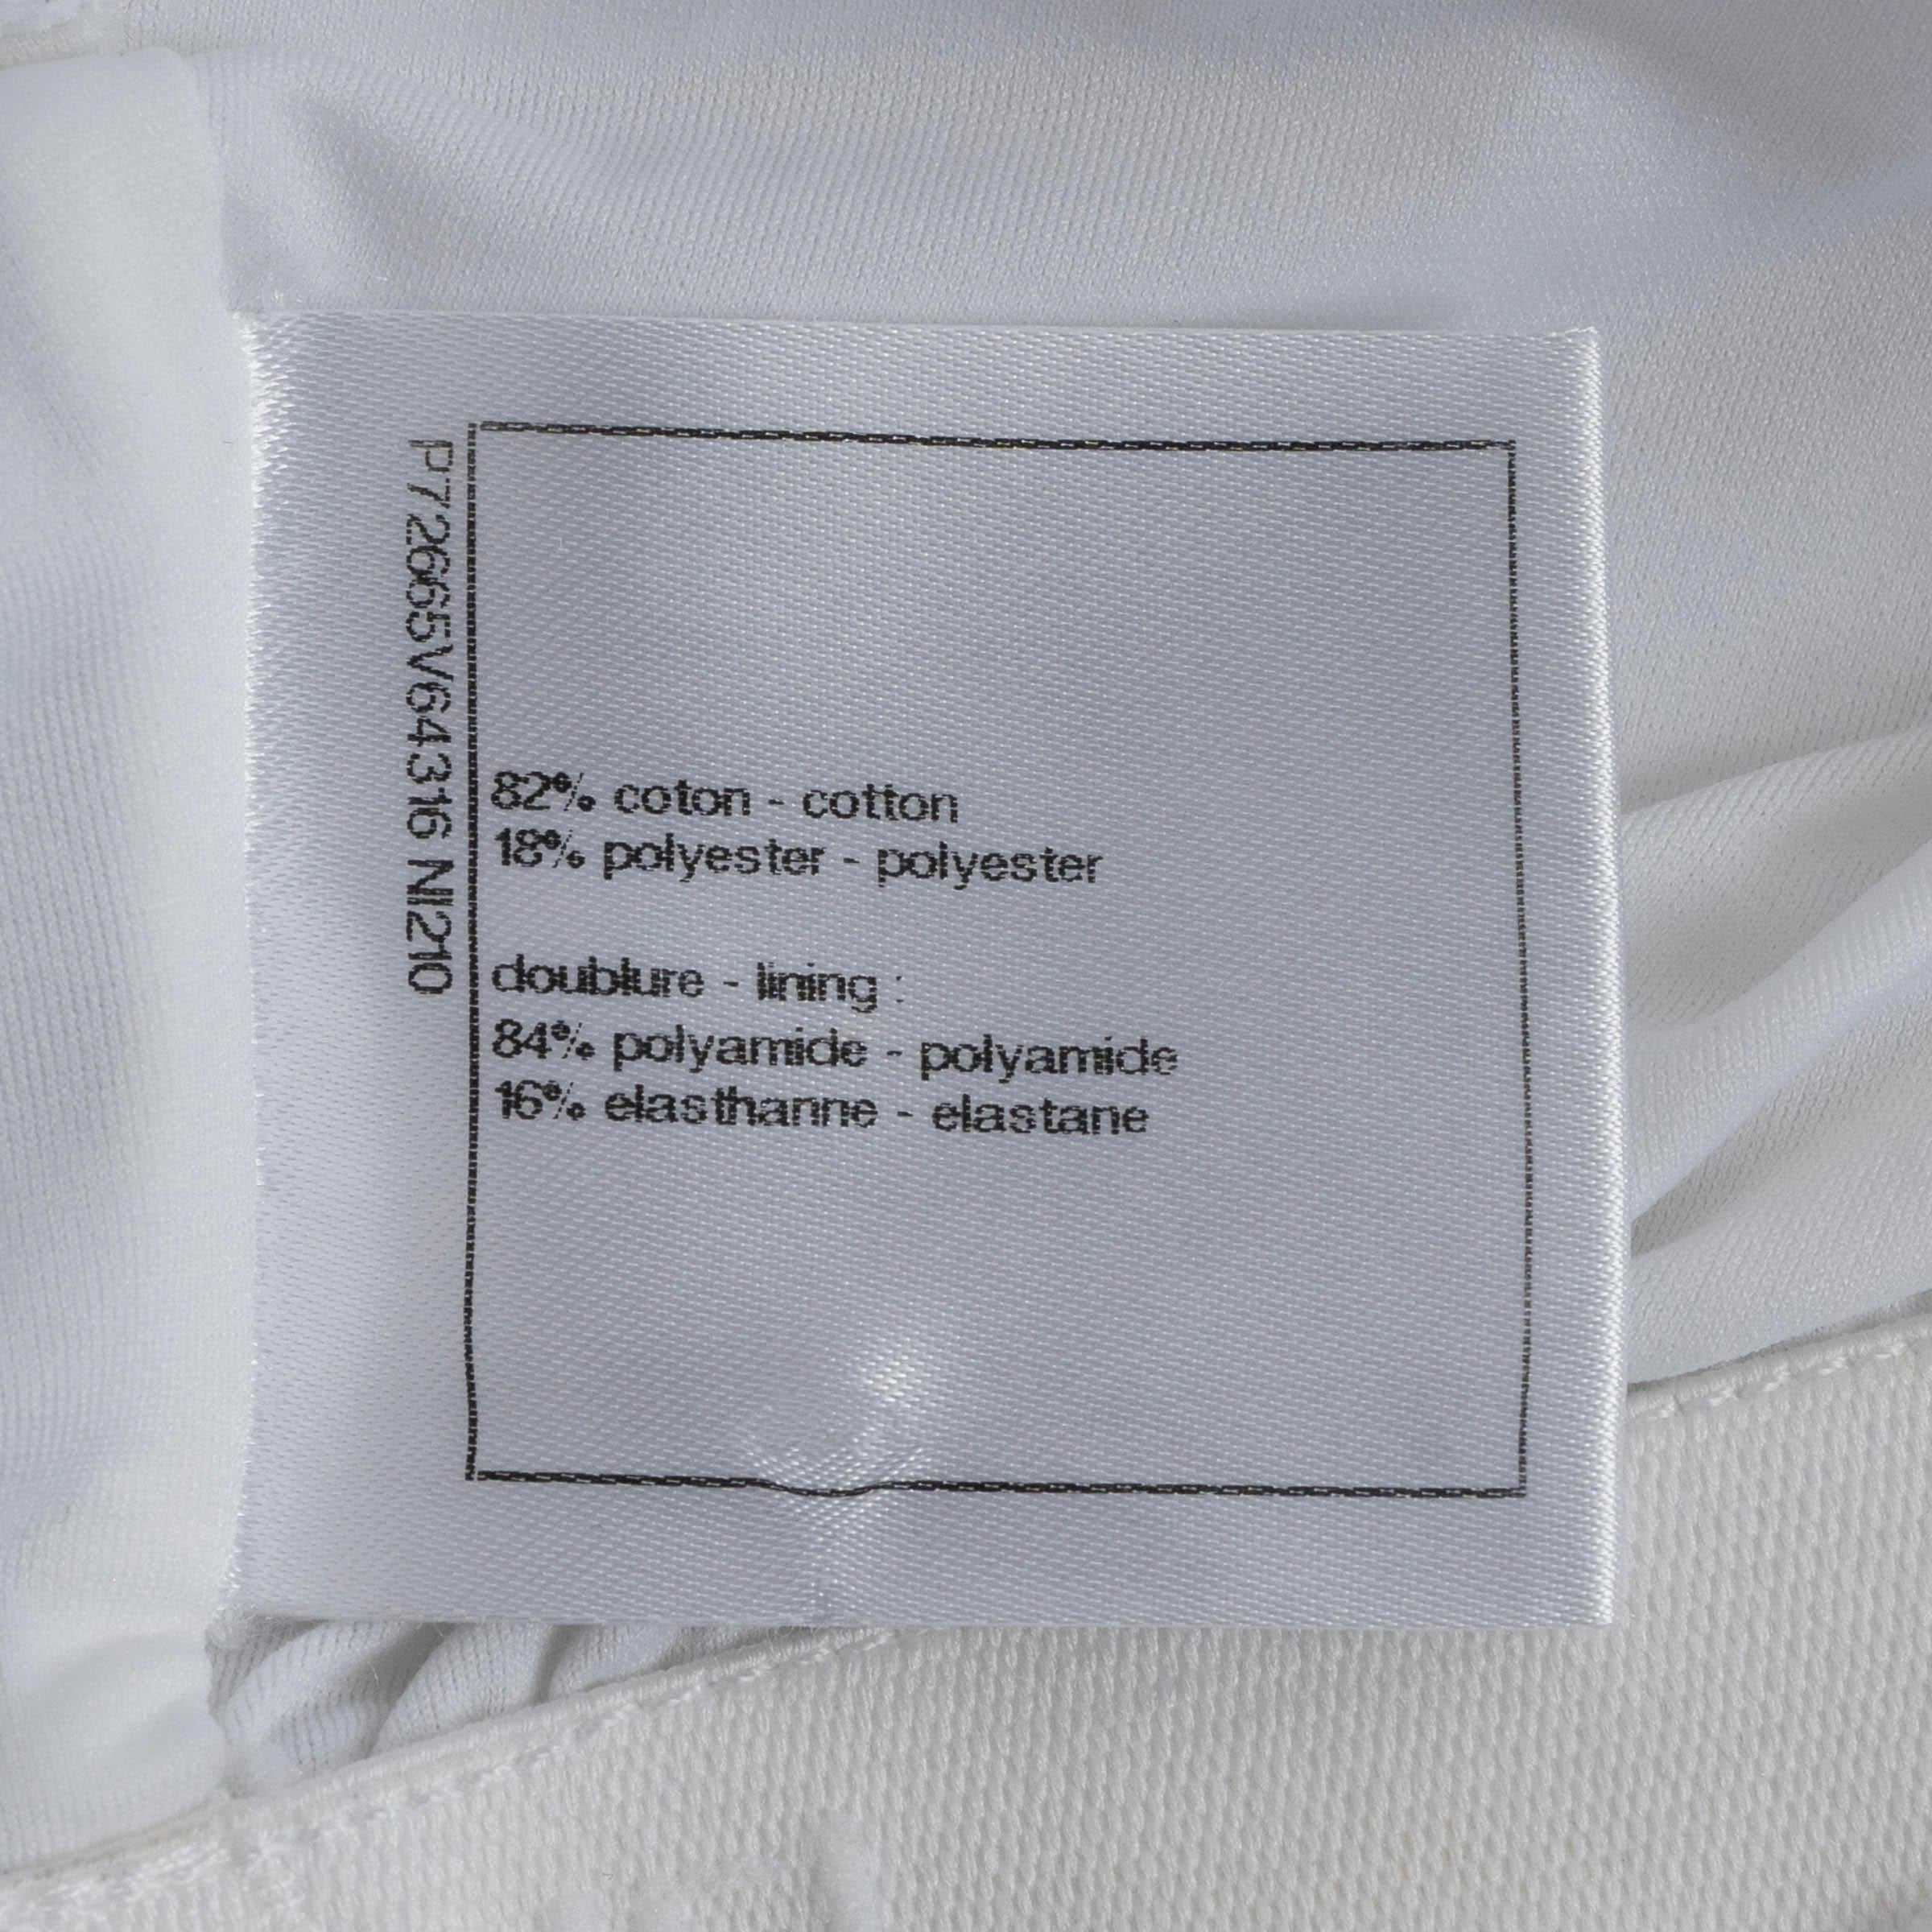 P72665V64316 NI210
82% coton - cotton
18% polyester - polyester
doublure - lining :
84% polyamide - polyamide
16% elasthanne - elastane